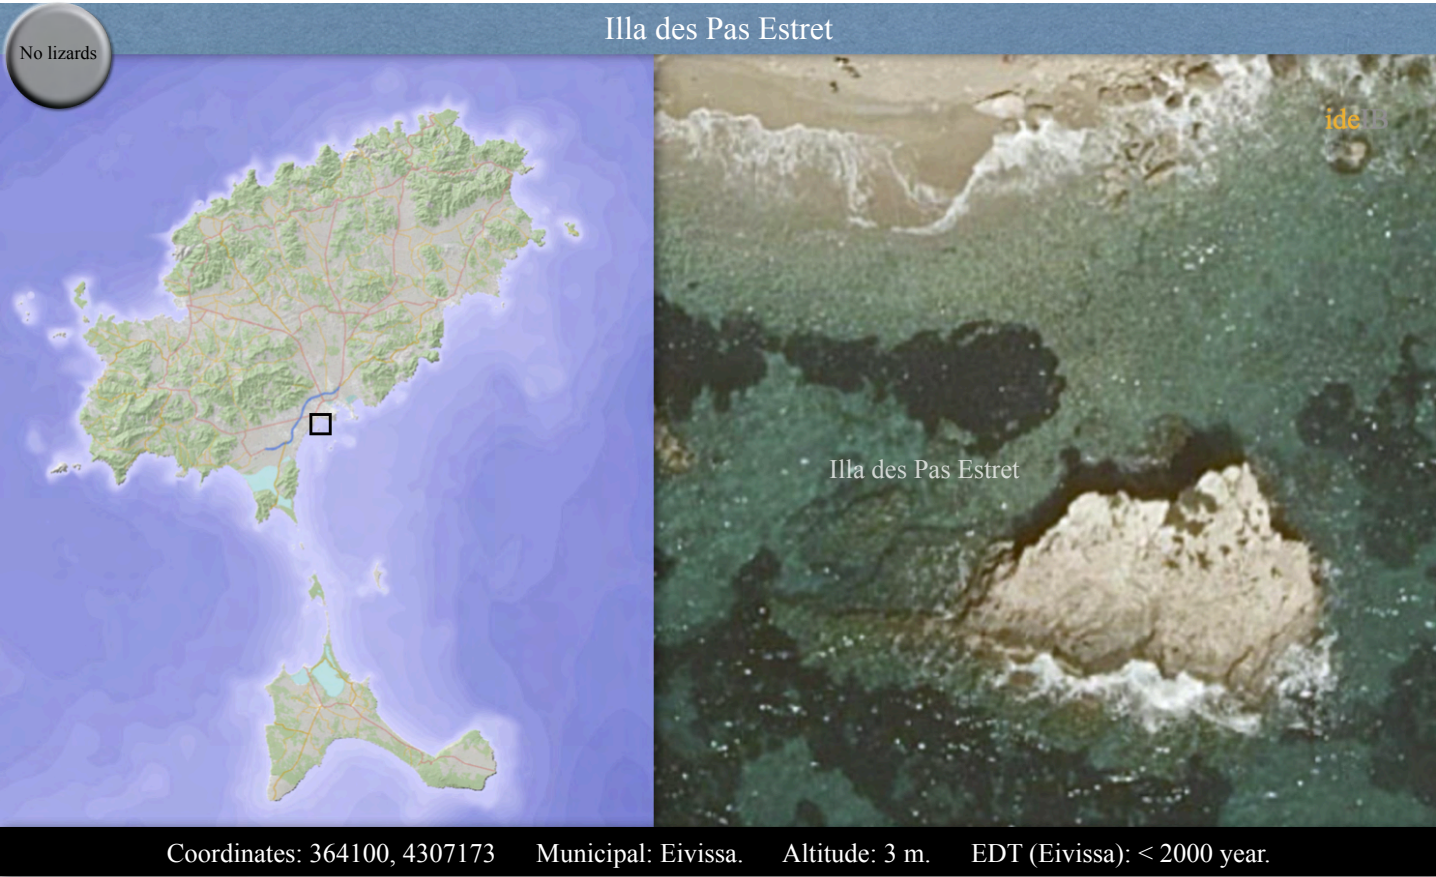 Illa des Pas Estret
No lizards
ideIB
Illa des Pas Estret
Coordinates: 364100, 4307173 Municipal: Eivissa. Altitude: 3 m. EDT (Eivissa): < 2000 year.